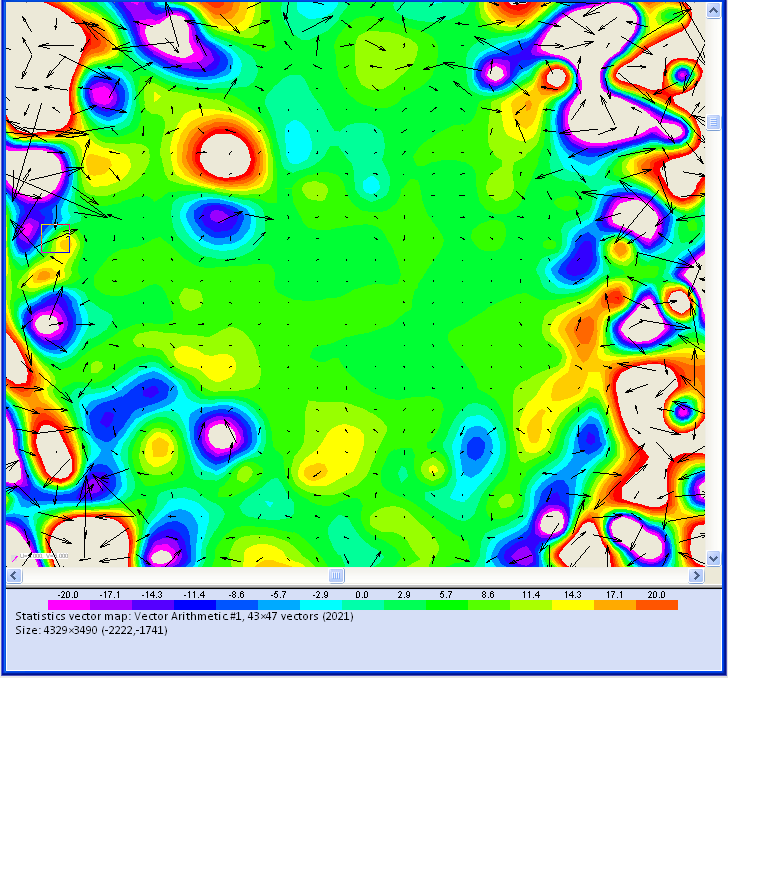 -20.0 -17.1 -14.3 -11.4 -8.6 -5.7 -2.9 0.0 2.9 5.7 8.6 11.4 14.3 17.1 20.0
Statistics vector map: Vector Arithmetic #1, 43×47 vectors (2021)
Size: 4329×3490 (-2222,-1741)